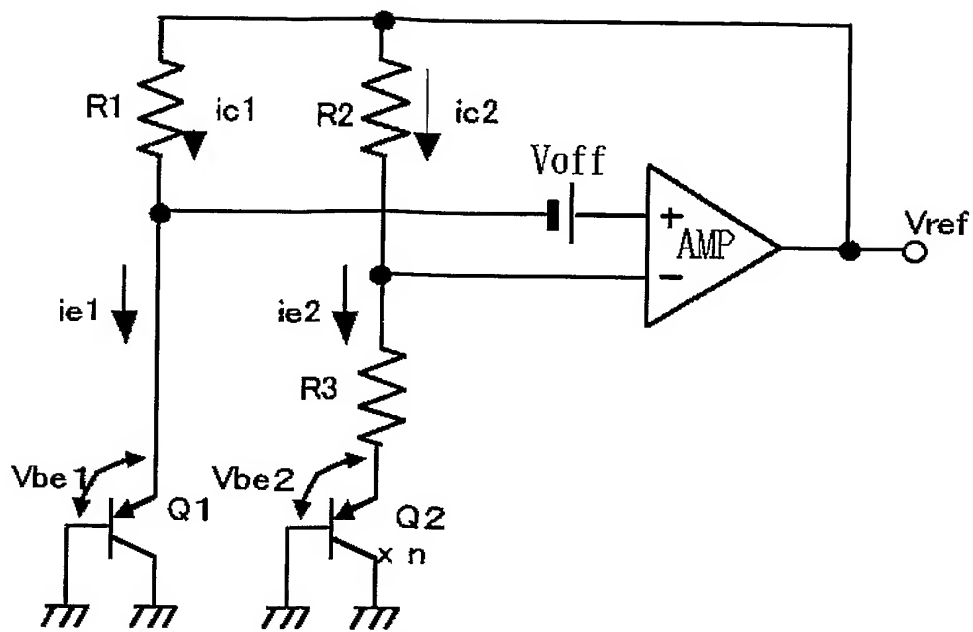 R1
ic1
R2
ic2
Voff
+
AMP
−
Vref
ie1
ie2
R3
Vbe1
Q1
Vbe2
Q2
x n